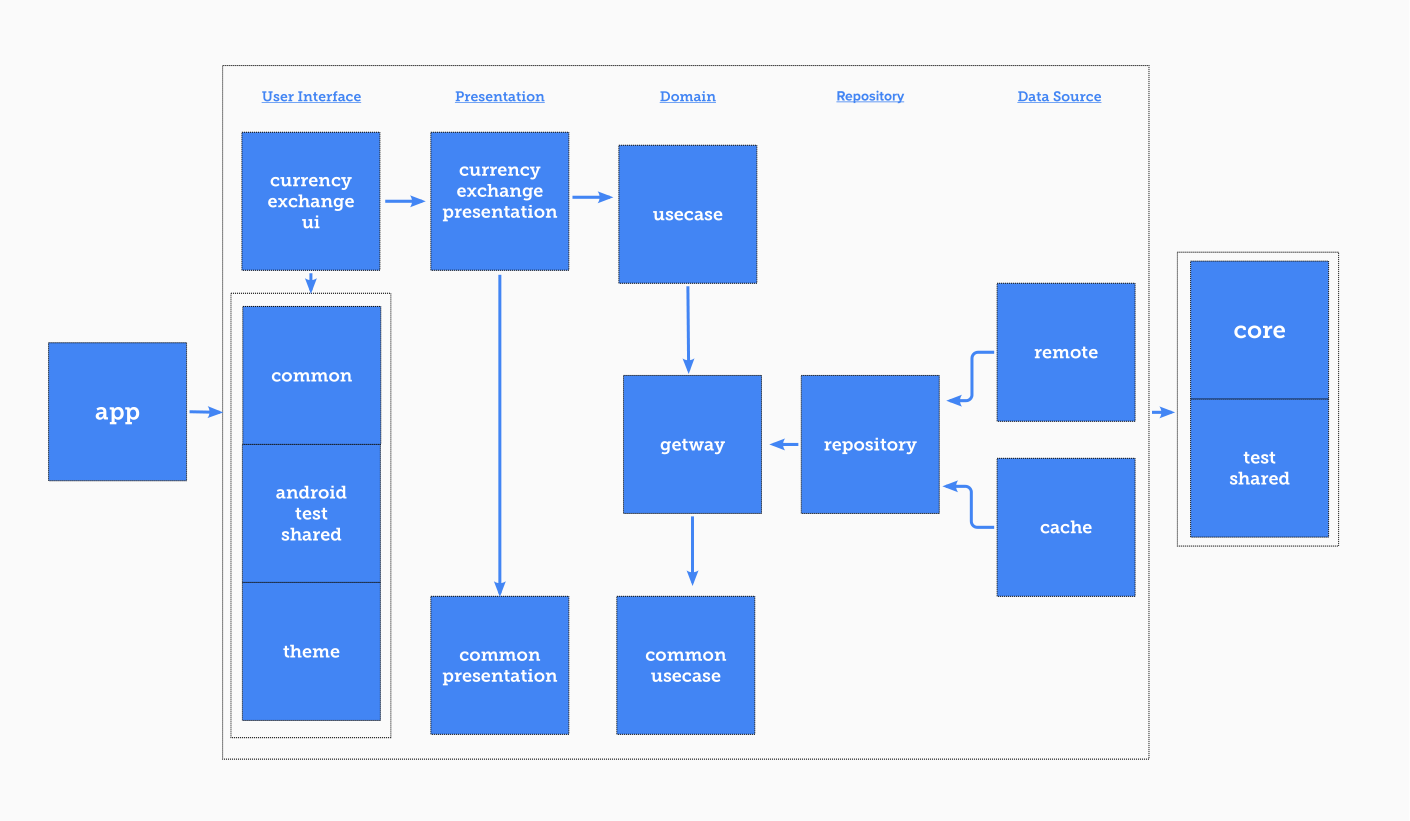 User Interface
Presentation
Domain
Repository
Data Source
currency
exchange
ui
currency
exchange
presentation
usecase
common
android
test
shared
theme
app
getway
repository
remote
cache
common
presentation
common
usecase
core
test
shared